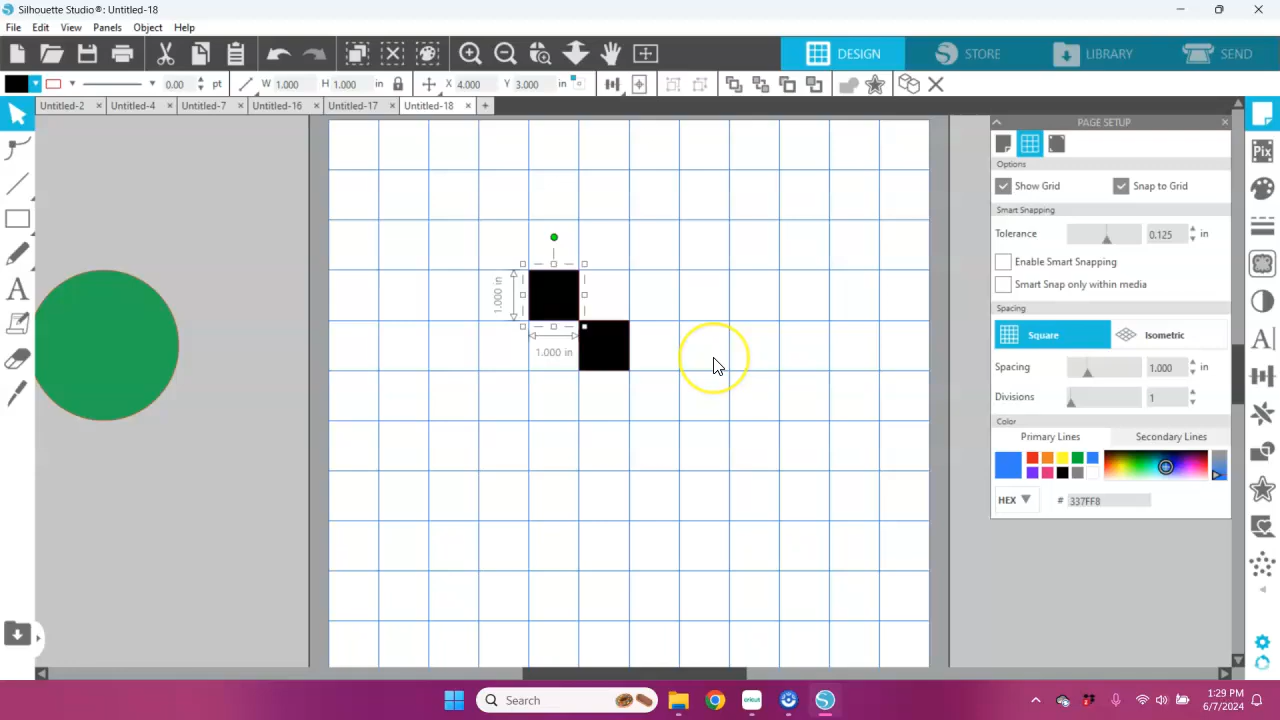 Silhouette Studio®: Untitled-18
File Edit View Panels Object Help
DESIGN STORE LIBRARY SEND
0.00 pt W 1.000 H 1.000 in X 4.000 Y 3.000 in
Untitled-2 Untitled-4 Untitled-7 Untitled-16 Untitled-17 Untitled-18
1.000 in
1.000 in
PAGE SETUP
Options
Show Grid Snap to Grid
Smart Snapping
Tolerance 0.125 in
Enable Smart Snapping
Smart Snap only within media
Spacing
Square Isometric
Spacing 1.000 in
Divisions 1
Color
Primary Lines Secondary Lines
HEX # 337FF8
Pix
A
A
Search
cricut
1:29 PM
6/7/2024